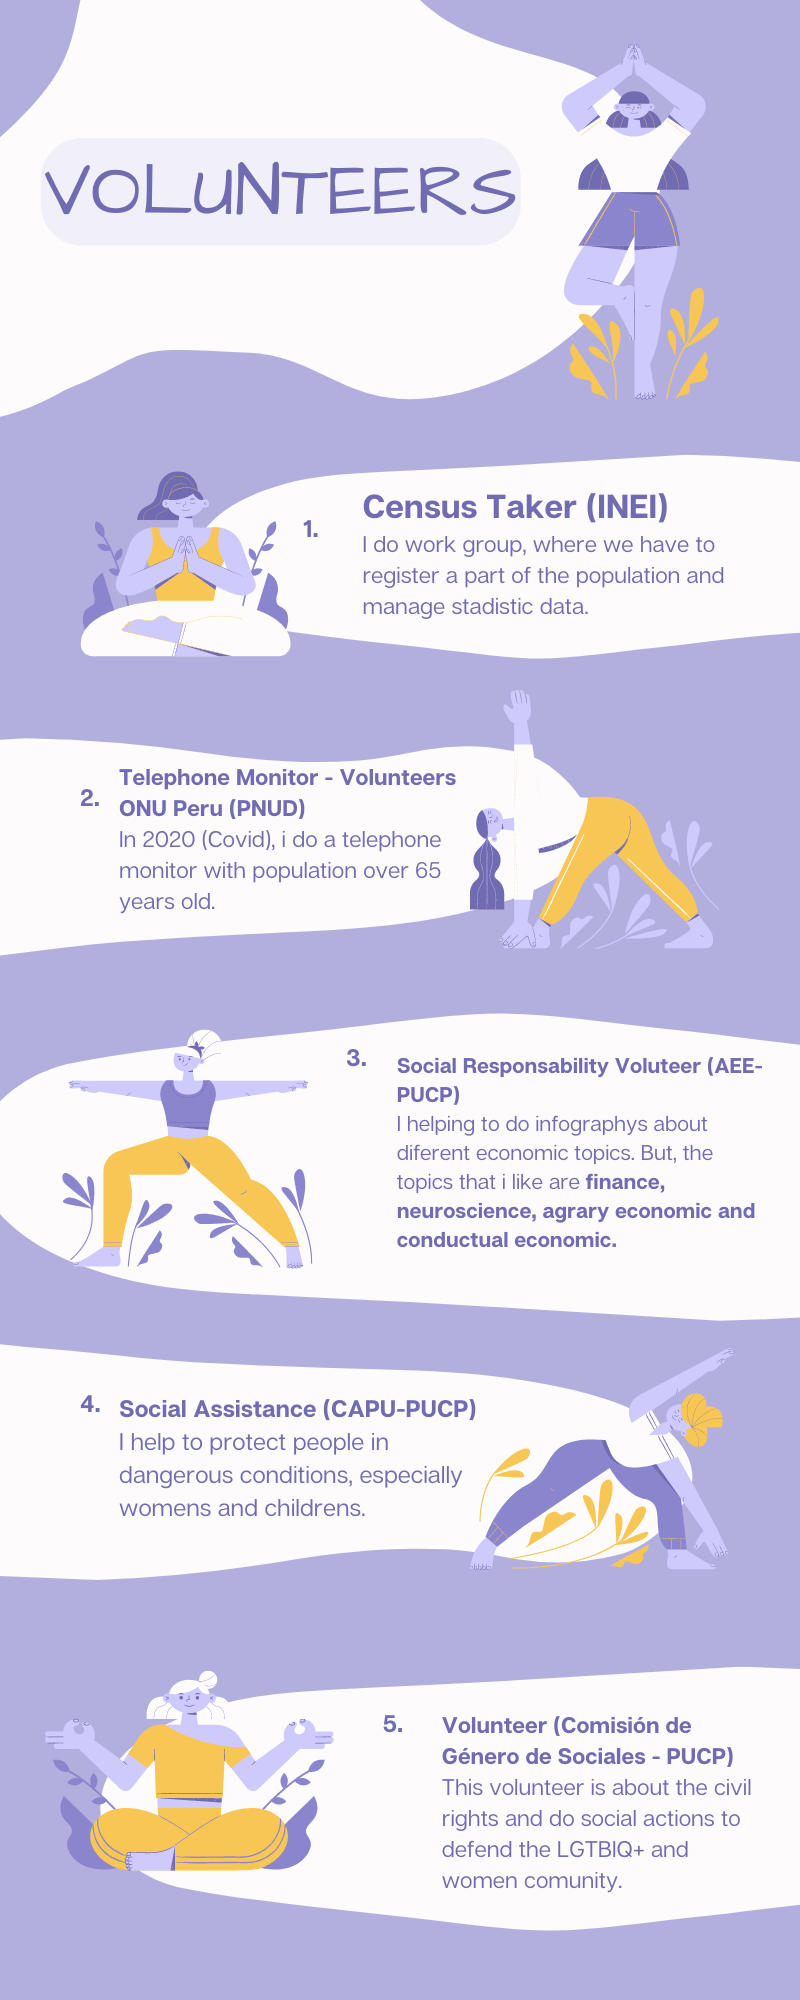 VOLUNTEERS
1.
Census Taker (INEI)
I do work group, where we have to
register a part of the population and
manage stadistic data.
2.
Telephone Monitor - Volunteers
ONU Peru (PNUD)
In 2020 (Covid), i do a telephone
monitor with population over 65
years old.
3.
Social Responsability Voluteer (AEE-
PUCP)
I helping to do infographys about
diferent economic topics. But, the
topics that i like are finance,
neuroscience, agrary economic and
conductual economic.
4.
Social Assistance (CAPU-PUCP)
I help to protect people in
dangerous conditions, especially
womens and childrens.
5.
Volunteer (Comisión de
Género de Sociales - PUCP)
This volunteer is about the civil
rights and do social actions to
defend the LGTBIQ+ and
women comunity.